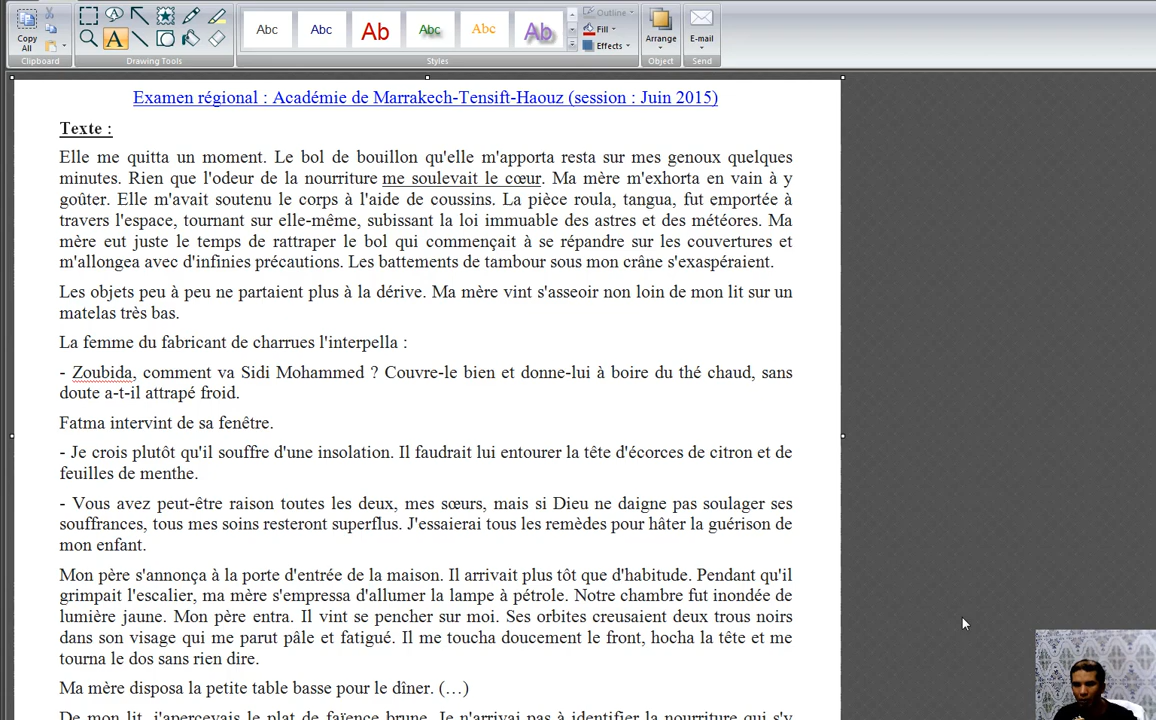 Copy
All
Clipboard
Drawing Tools
Abc Abc Ab Abc Abc Ab
Styles
Outline
Fill
Effects
Arrange
Object
E-mail
Send
Examen régional : Académie de Marrakech-Tensift-Haouz (session : Juin 2015)
Texte :
Elle me quitta un moment. Le bol de bouillon qu'elle m'apporta resta sur mes genoux quelques
minutes. Rien que l'odeur de la nourriture me soulevait le cœur. Ma mère m'exhorta en vain à y
goûter. Elle m'avait soutenu le corps à l'aide de coussins. La pièce roula, tangua, fut emportée à
travers l'espace, tournant sur elle-même, subissant la loi immuable des astres et des météores. Ma
mère eut juste le temps de rattraper le bol qui commençait à se répandre sur les couvertures et
m'allongea avec d'infinies précautions. Les battements de tambour sous mon crâne s'exaspéraient.
Les objets peu à peu ne partaient plus à la dérive. Ma mère vint s'asseoir non loin de mon lit sur un
matelas très bas.
La femme du fabricant de charrues l'interpella :
- Zoubida, comment va Sidi Mohammed ? Couvre-le bien et donne-lui à boire du thé chaud, sans
doute a-t-il attrapé froid.
Fatma intervint de sa fenêtre.
- Je crois plutôt qu'il souffre d'une insolation. Il faudrait lui entourer la tête d'écorces de citron et de
feuilles de menthe.
- Vous avez peut-être raison toutes les deux, mes sœurs, mais si Dieu ne daigne pas soulager ses
souffrances, tous mes soins resteront superflus. J'essaierai tous les remèdes pour hâter la guérison de
mon enfant.
Mon père s'annonça à la porte d'entrée de la maison. Il arrivait plus tôt que d'habitude. Pendant qu'il
grimpait l'escalier, ma mère s'empressa d'allumer la lampe à pétrole. Notre chambre fut inondée de
lumière jaune. Mon père entra. Il vint se pencher sur moi. Ses orbites creusaient deux trous noirs
dans son visage qui me parut pâle et fatigué. Il me toucha doucement le front, hocha la tête et me
tourna le dos sans rien dire.
Ma mère disposa la petite table basse pour le dîner. (…)
De mon lit, j'apercevais le plat de faïence brune. Je n'arrivai pas à identifier la nourriture qui s'y